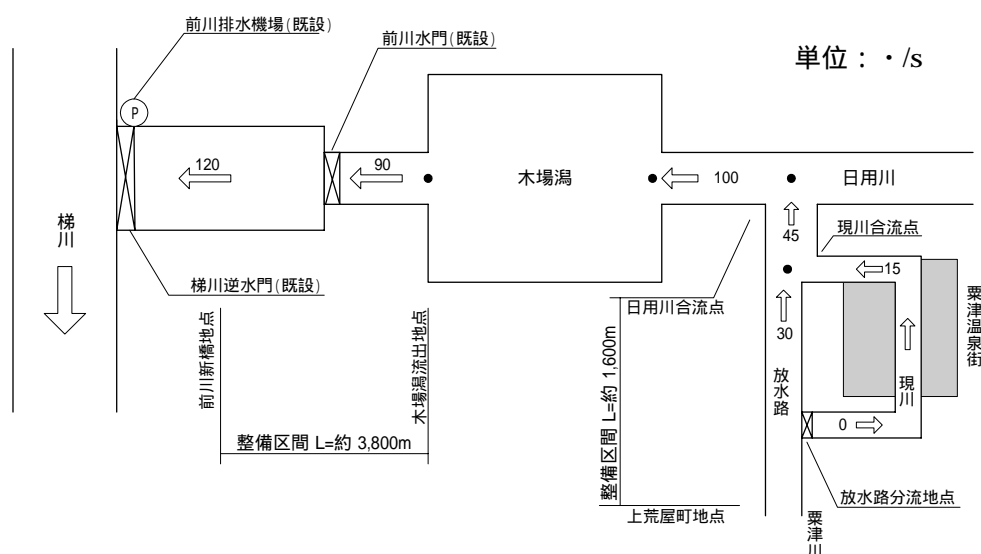 前川排水機場(既設)
前川水門(既設)
単位：・/s
P
120
90
木場潟
100
日用川
梯川
45
現川合流点
15
梯川逆水門(既設)
前川新橋地点
木場潟流出地点
日用川合流点
30
粟津温泉街
整備区間 L=約 1,600m
放水路
現川
整備区間 L=約 3,800m
0
上荒屋町地点
放水路分流地点
粟津川